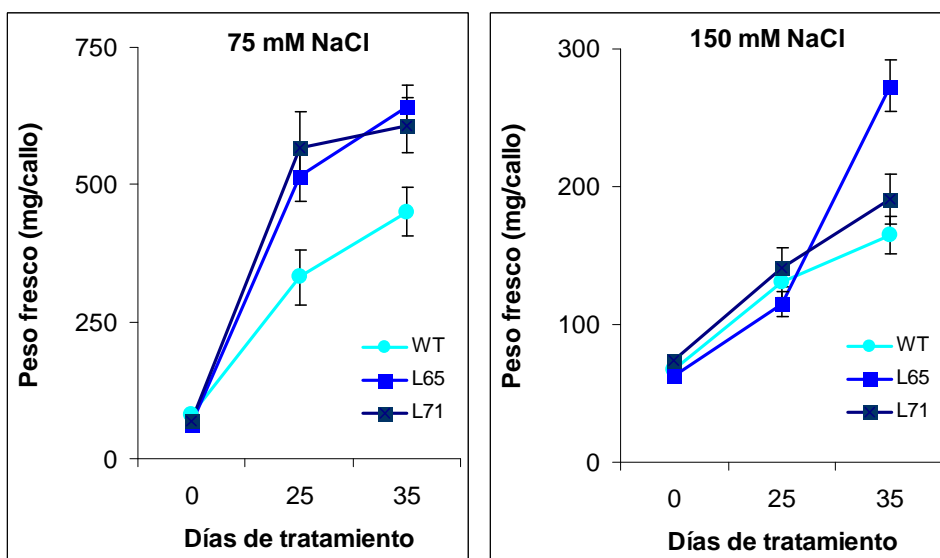 75 mM NaCl
Peso fresco (mg/callo)
750
500
250
0
WT
L65
L71
0 25 35
Días de tratamiento
150 mM NaCl
Peso fresco (mg/callo)
300
200
100
0
WT
L65
L71
0 25 35
Días de tratamiento